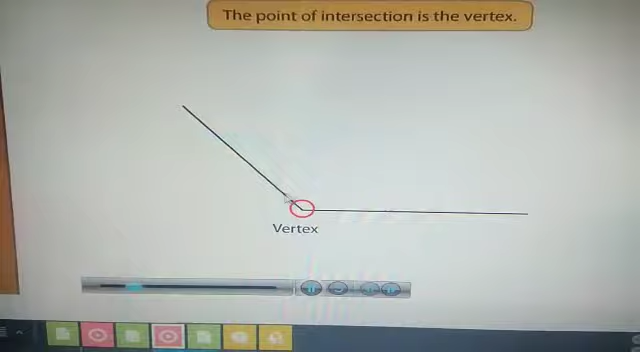 The point of intersection is the vertex.
Vertex